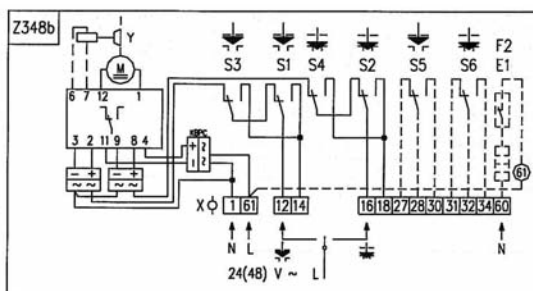 Z348b
Y
M
6 7 12 1
3 2 11 9 8 4
− + − +
~ ~
КВРС
+ ~
− ~
S3 S1 S4 S2 S5 S6 F2
E1
X 1 61 12 14 16 18 27 28 30 31 32 34 60
61
N L N
24(48) V ~ L